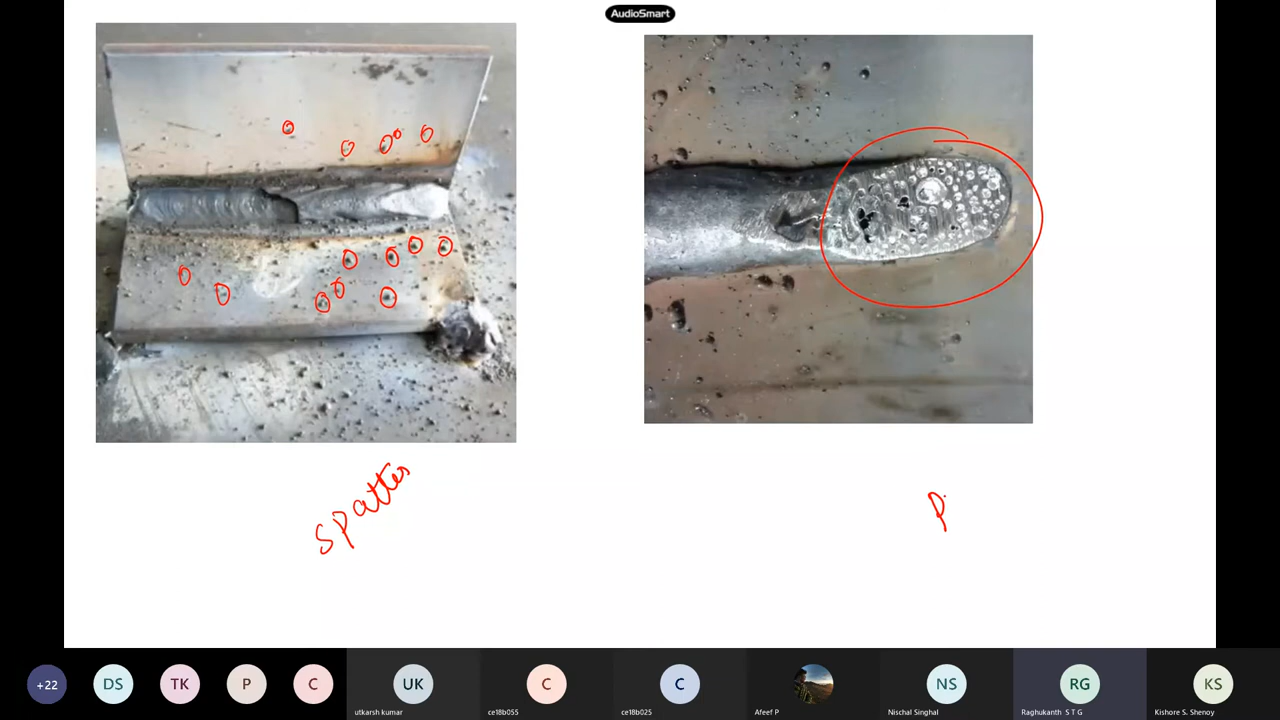 AudioSmart
spatter
P
+22
DS
TK
P
C
UK
C
C
NS
RG
KS
utkarsh kumar
ce18b055
ce18b025
Afeef P
Nischal Singhal
Raghukanth S T G
Kishore S. Shenoy